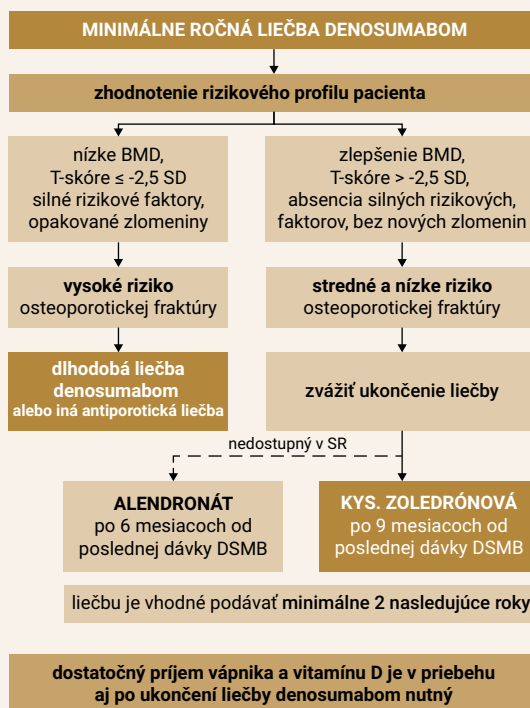 MINIMÁLNE ROČNÁ LIEČBA DENOSUMABOM
zhodnotenie rizikového profilu pacienta
nízke BMD,
T-skóre ≤ -2,5 SD
silné rizikové faktory,
opakované zlomeniny
zlepšenie BMD,
T-skóre > -2,5 SD,
absencia silných rizikových,
faktorov, bez nových zlomenin
vysoké riziko
osteoporotickej fraktúry
stredné a nízke riziko
osteoporotickej fraktúry
dlhodobá liečba
denosumabom
alebo iná antiporotická liečba
zvážiť ukončenie liečby
nedostupný v SR
ALENDRONÁT
po 6 mesiacoch od
poslednej dávky DSMB
KYS. ZOLEDRÓNOVÁ
po 9 mesiacoch od
poslednej dávky DSMB
liečbu je vhodné podávať minimálne 2 nasledujúce roky
dostatočný príjem vápnika a vitamínu D je v priebehu
aj po ukončení liečby denosumabom nutný